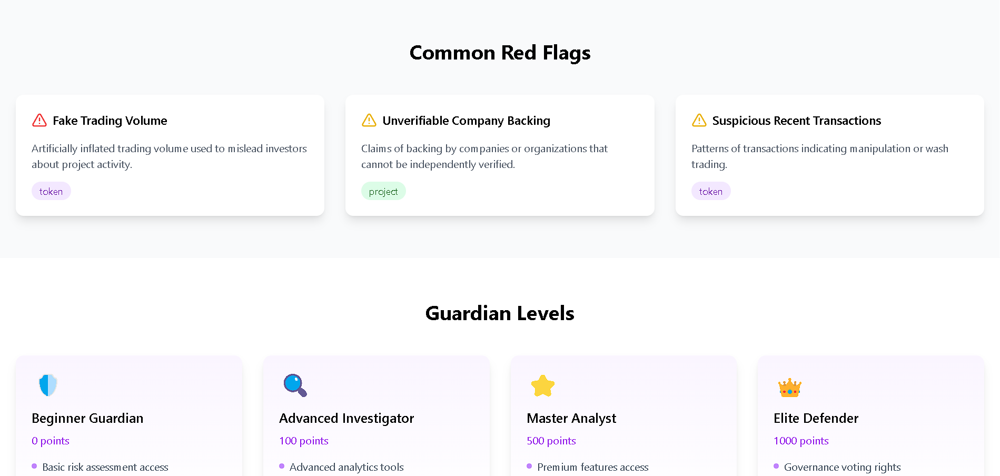 Common Red Flags
Fake Trading Volume
Artificially inflated trading volume used to mislead investors
about project activity.
token
Unverifiable Company Backing
Claims of backing by companies or organizations that
cannot be independently verified.
project
Suspicious Recent Transactions
Patterns of transactions indicating manipulation or wash
trading.
token
Guardian Levels
Beginner Guardian
0 points
Basic risk assessment access
Advanced Investigator
100 points
Advanced analytics tools
Master Analyst
500 points
Premium features access
Elite Defender
1000 points
Governance voting rights